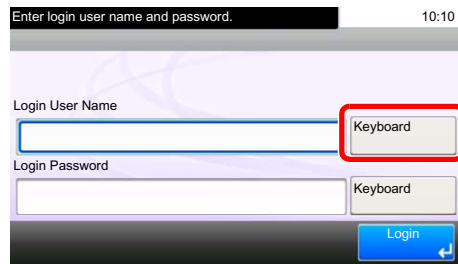 Enter login user name and password.
10:10
Login User Name
Keyboard
Login Password
Keyboard
Login